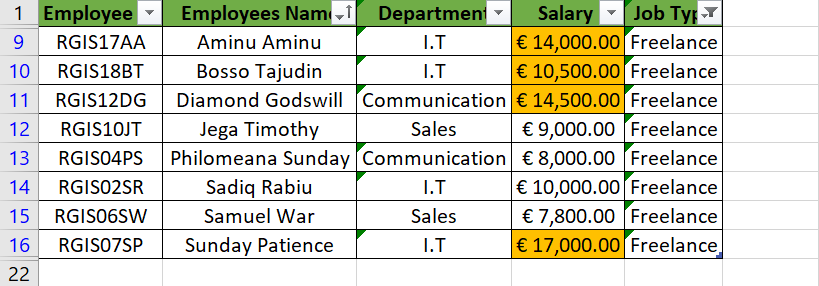 1 Employee Employees Name Department Salary Job Typ
9 RGIS17AA Aminu Aminu I.T € 14,000.00 Freelance
10 RGIS18BT Bosso Tajudin I.T € 10,500.00 Freelance
11 RGIS12DG Diamond Godswill Communication € 14,500.00 Freelance
12 RGIS10JT Jega Timothy Sales € 9,000.00 Freelance
13 RGIS04PS Philomeana Sunday Communication € 8,000.00 Freelance
14 RGIS02SR Sadiq Rabiu I.T € 10,000.00 Freelance
15 RGIS06SW Samuel War Sales € 7,800.00 Freelance
16 RGIS07SP Sunday Patience I.T € 17,000.00 Freelance
22